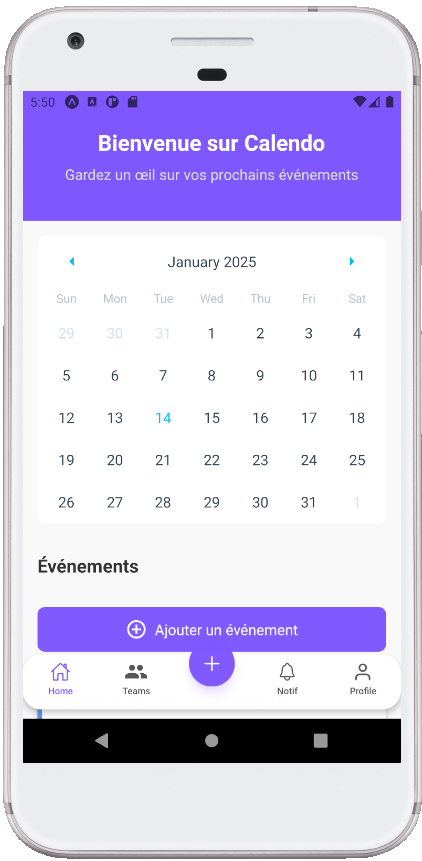 5:50
Bienvenue sur Calendo
Gardez un œil sur vos prochains événements
January 2025
Sun Mon Tue Wed Thu Fri Sat
29 30 31 1 2 3 4
5 6 7 8 9 10 11
12 13 14 15 16 17 18
19 20 21 22 23 24 25
26 27 28 29 30 31 1
Événements
Ajouter un événement
Home Teams Notif Profile